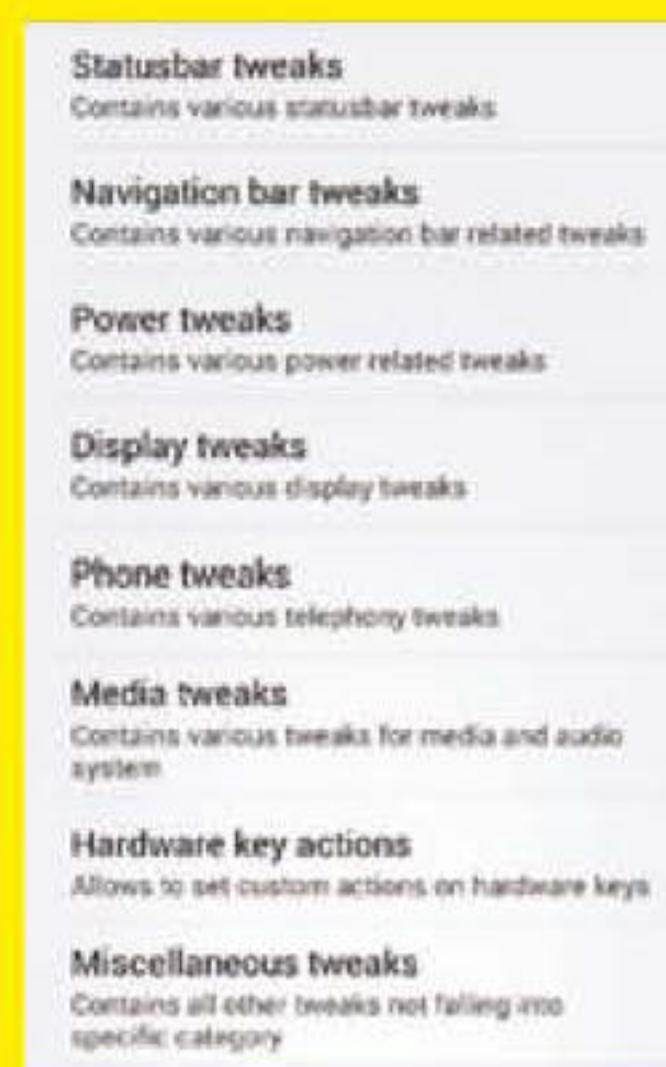 Statusbar tweaks
Contains various statusbar tweaks
Navigation bar tweaks
Contains various navigation bar related tweaks
Power tweaks
Contains various power related tweaks
Display tweaks
Contains various display tweaks
Phone tweaks
Contains various telephony tweaks
Media tweaks
Contains various tweaks for media and audio
system
Hardware key actions
Allows to set custom actions on hardware keys
Miscellaneous tweaks
Contains all other tweaks not falling into
specific category